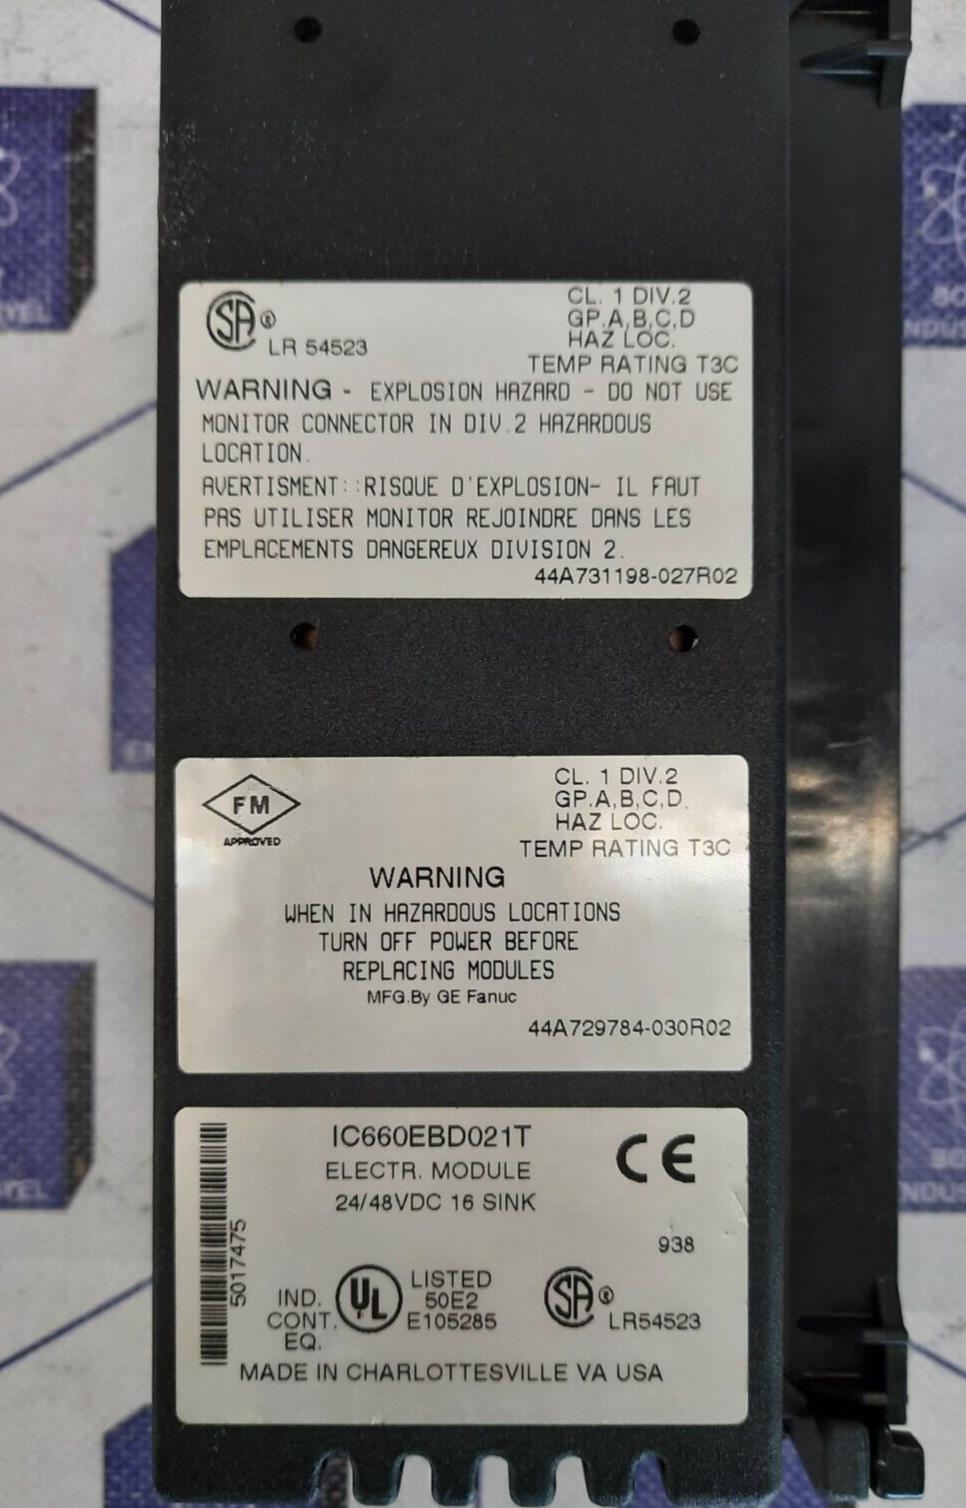 SA ®
LR 54523
CL. 1 DIV.2
GP.A,B,C,D
HAZ LOC.
TEMP RATING T3C
WARNING - EXPLOSION HAZARD - DO NOT USE
MONITOR CONNECTOR IN DIV.2 HAZARDOUS
LOCATION.
AVERTISMENT::RISQUE D'EXPLOSION- IL FAUT
PAS UTILISER MONITOR REJOINDRE DANS LES
EMPLACEMENTS DANGEREUX DIVISION 2.
44A731198-027R02
FM
APPROVED
CL. 1 DIV.2
GP.A,B,C,D.
HAZ LOC.
TEMP RATING T3C
WARNING
WHEN IN HAZARDOUS LOCATIONS
TURN OFF POWER BEFORE
REPLACING MODULES
MFG.By GE Fanuc
44A729784-030R02
IC660EBD021T
ELECTR. MODULE
24/48VDC 16 SINK
CE
938
5017475
IND.
CONT.
EQ.
UL
LISTED
50E2
E105285
SA ®
LR54523
MADE IN CHARLOTTESVILLE VA USA